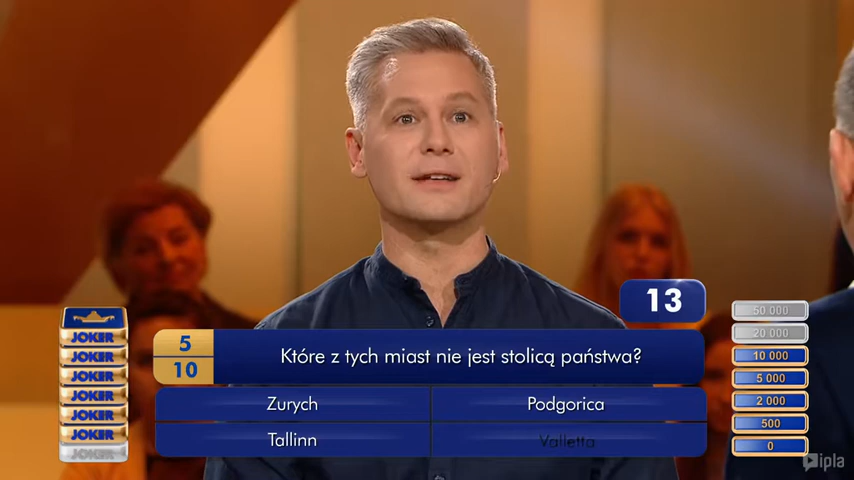 13
5
10
Które z tych miast nie jest stolicą państwa?
Zurych
Podgorica
Tallinn
Valletta
JOKER
JOKER
JOKER
JOKER
JOKER
JOKER
JOKER
50 000
20 000
10 000
5 000
2 000
500
0
ipla